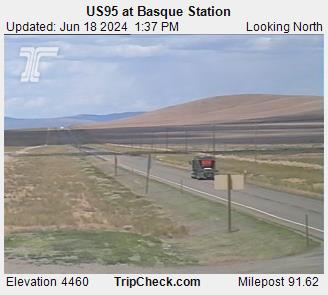 US95 at Basque Station
Updated: Jun 18 2024 1:37 PM
Looking North
Elevation 4460
TripCheck.com
Milepost 91.62